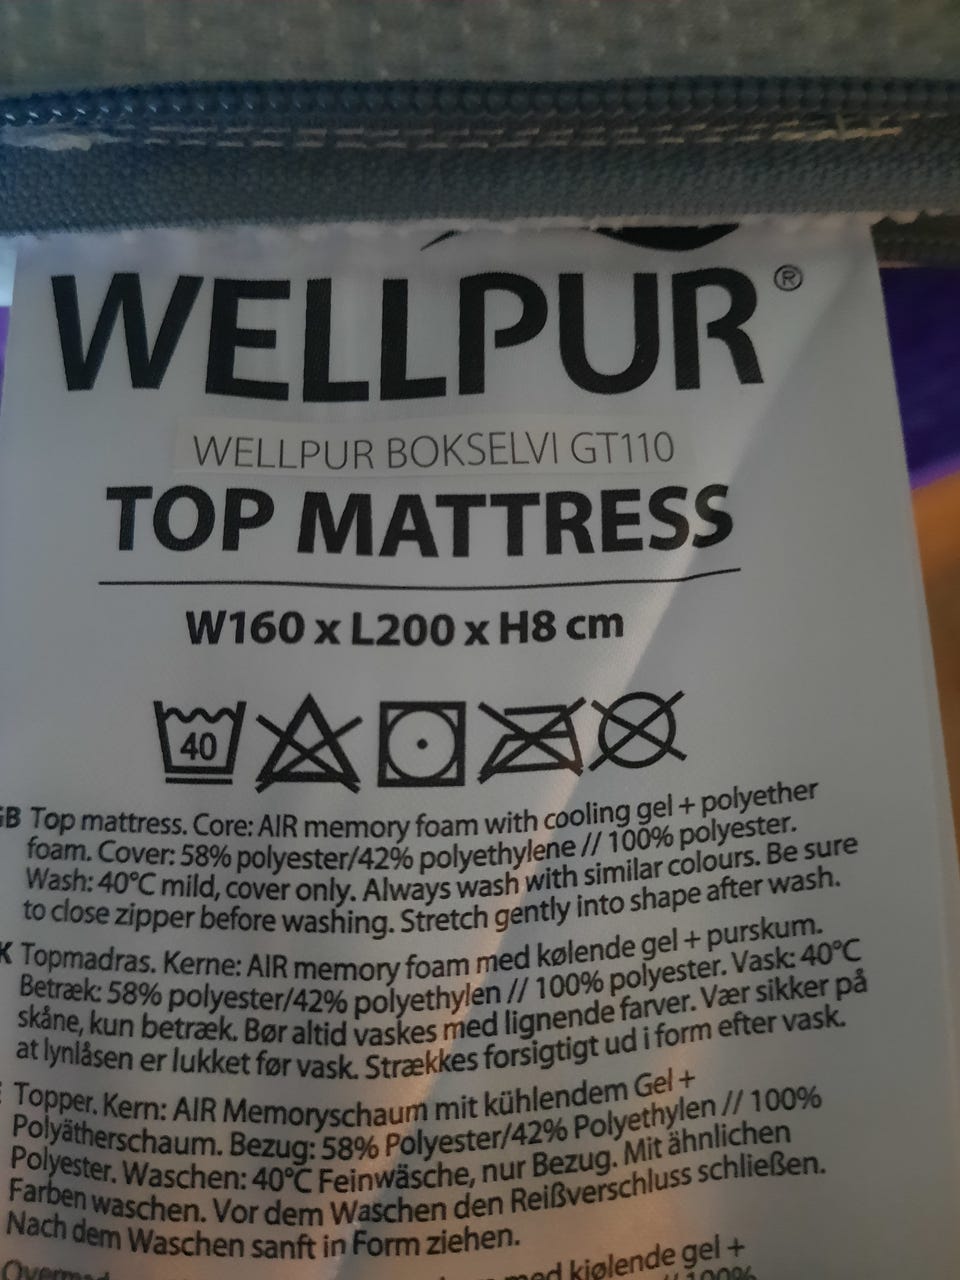 WELLPUR®
WELLPUR BOKSELVI GT110
TOP MATTRESS
W160 x L200 x H8 cm
40
GB Top mattress. Core: AIR memory foam with cooling gel + polyether
foam. Cover: 58% polyester/42% polyethylene // 100% polyester.
Wash: 40°C mild, cover only. Always wash with similar colours. Be sure
to close zipper before washing. Stretch gently into shape after wash.
K Topmadras. Kerne: AIR memory foam med kølende gel + purskum.
Betræk: 58% polyester/42% polyethylen // 100% polyester. Vask: 40°C
skåne, kun betræk. Bør altid vaskes med lignende farver. Vær sikker på
at lynlåsen er lukket før vask. Strækkes forsigtigt ud i form efter vask.
Topper. Kern: AIR Memoryschaum mit kühlendem Gel +
Polyätherschaum. Bezug: 58% Polyester/42% Polyethylen // 100%
Polyester. Waschen: 40°C Feinwäsche, nur Bezug. Mit ähnlichen
Farben waschen. Vor dem Waschen den Reißverschluss schließen.
Nach dem Waschen sanft in Form ziehen.
med kjølende gel +
// 100%